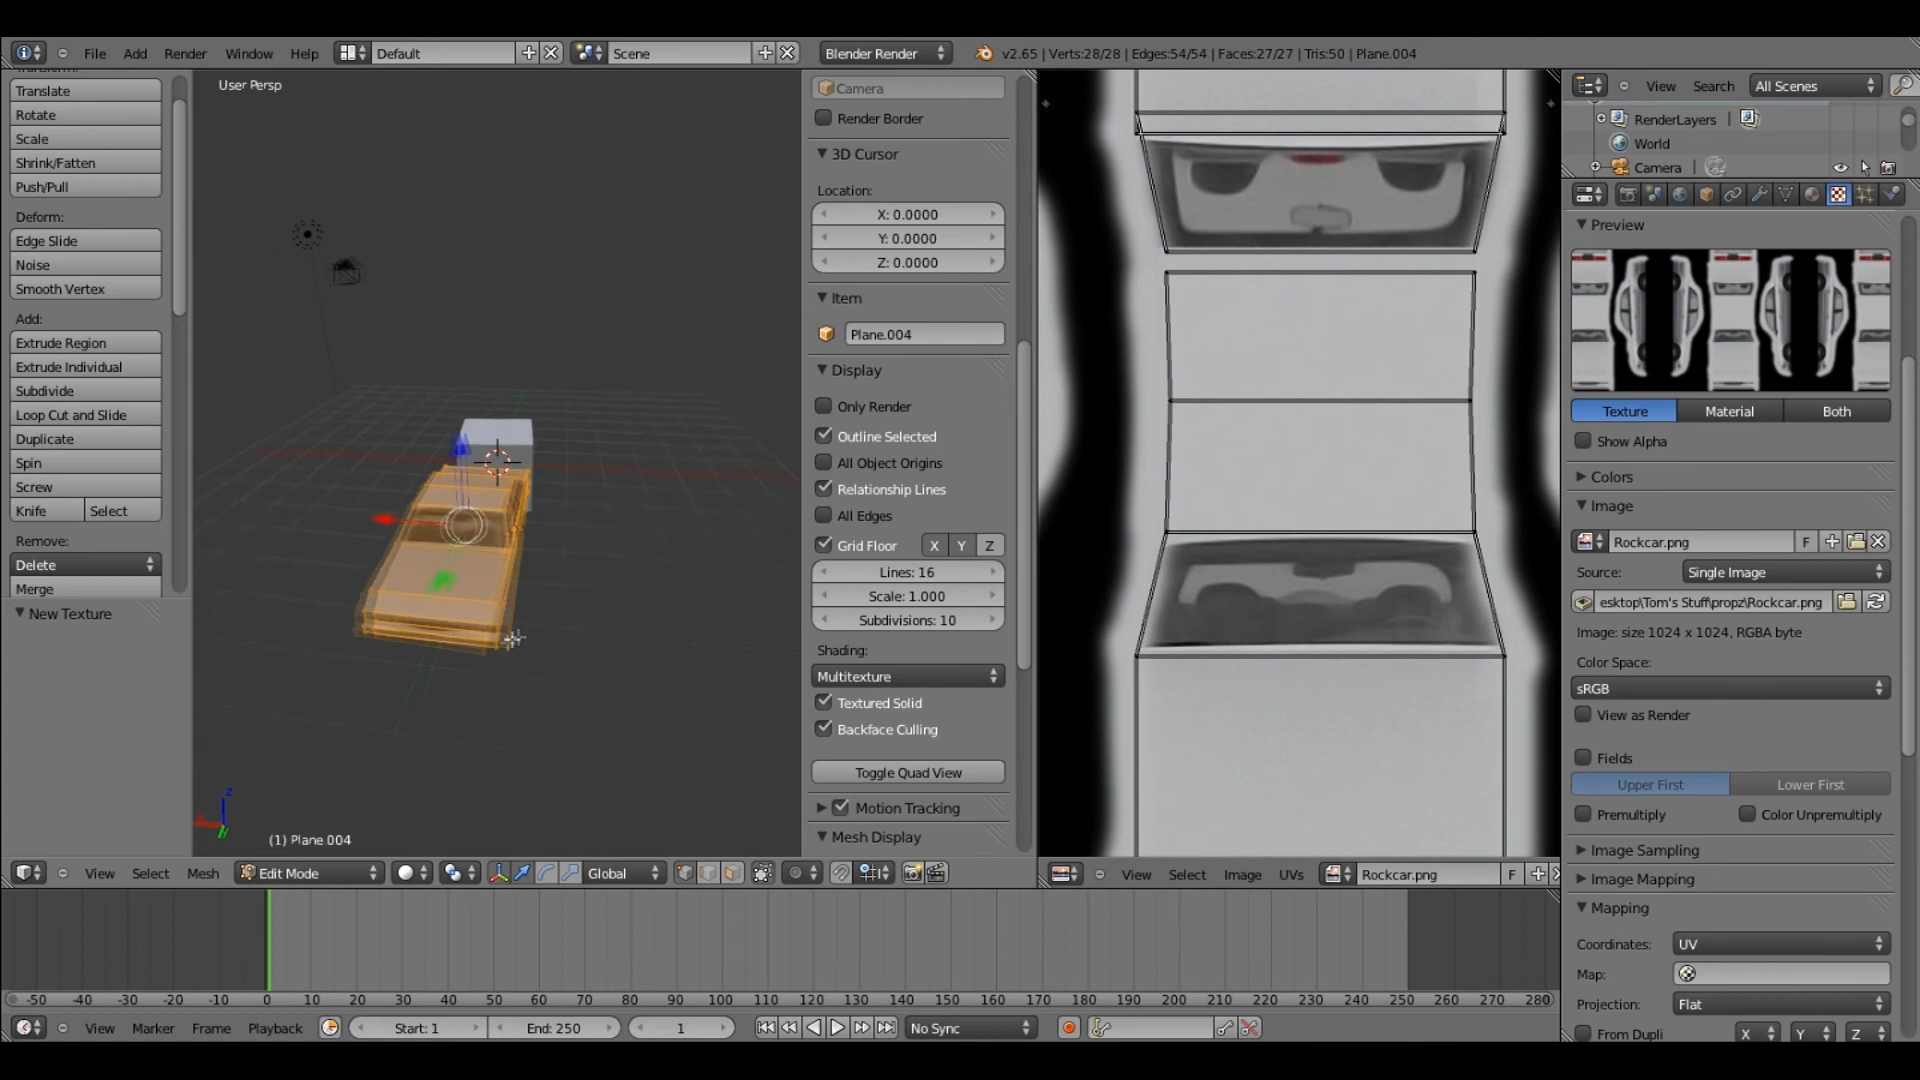 File Add Render Window Help Default Scene Blender Render v2.65 | Verts:28/28 | Edges:54/54 | Faces:27/27 | Tris:50 | Plane.004
Translate
Rotate
Scale
Shrink/Fatten
Push/Pull
Deform:
Edge Slide
Noise
Smooth Vertex
Add:
Extrude Region
Extrude Individual
Subdivide
Loop Cut and Slide
Duplicate
Spin
Screw
Knife Select
Remove:
Delete
Merge
New Texture
User Persp
(1) Plane.004
Camera
Render Border
3D Cursor
Location:
X: 0.0000
Y: 0.0000
Z: 0.0000
Item
Plane.004
Display
Only Render
Outline Selected
All Object Origins
Relationship Lines
All Edges
Grid Floor X Y Z
Lines: 16
Scale: 1.000
Subdivisions: 10
Shading:
Multitexture
Textured Solid
Backface Culling
Toggle Quad View
Motion Tracking
Mesh Display
View Search All Scenes
RenderLayers |
World
Camera |
Preview
Texture Material Both
Show Alpha
Colors
Image
Rockcar.png F
Source: Single Image
esktop\Tom's Stuff\propz\Rockcar.png
Image: size 1024 x 1024, RGBA byte
Color Space:
sRGB
View as Render
Fields
Upper First Lower First
Premultiply Color Unpremultiply
Image Sampling
Image Mapping
Mapping
Coordinates: UV
Map:
Projection: Flat
From Dupli X Y Z
View Select Mesh Edit Mode Global
View Select Image UVs Rockcar.png F
-50 -40 -30 -20 -10 0 10 20 30 40 50 60 70 80 90 100 110 120 130 140 150 160 170 180 190 200 210 220 230 240 250 260 270 280
View Marker Frame Playback Start: 1 End: 250 1 No Sync